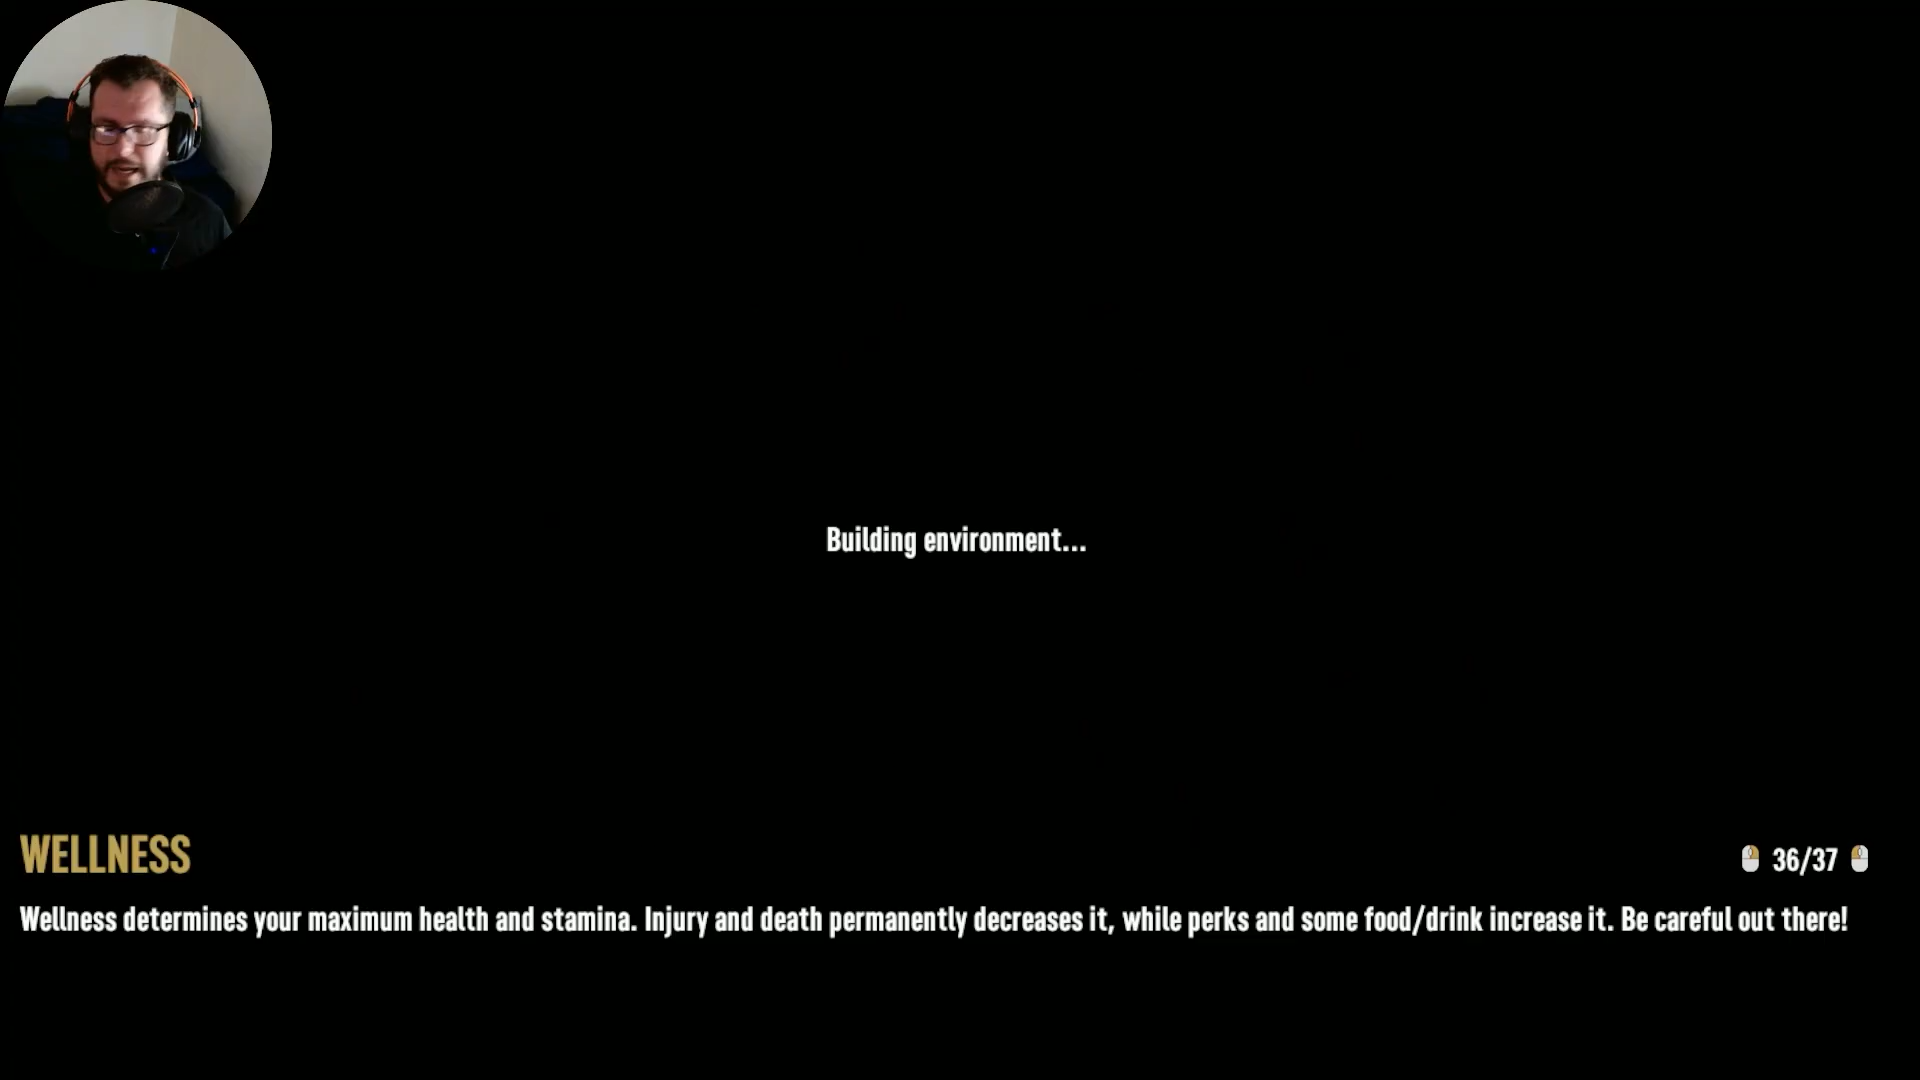 Building environment...
WELLNESS
36/37
Wellness determines your maximum health and stamina. Injury and death permanently decreases it, while perks and some food/drink increase it. Be careful out there!